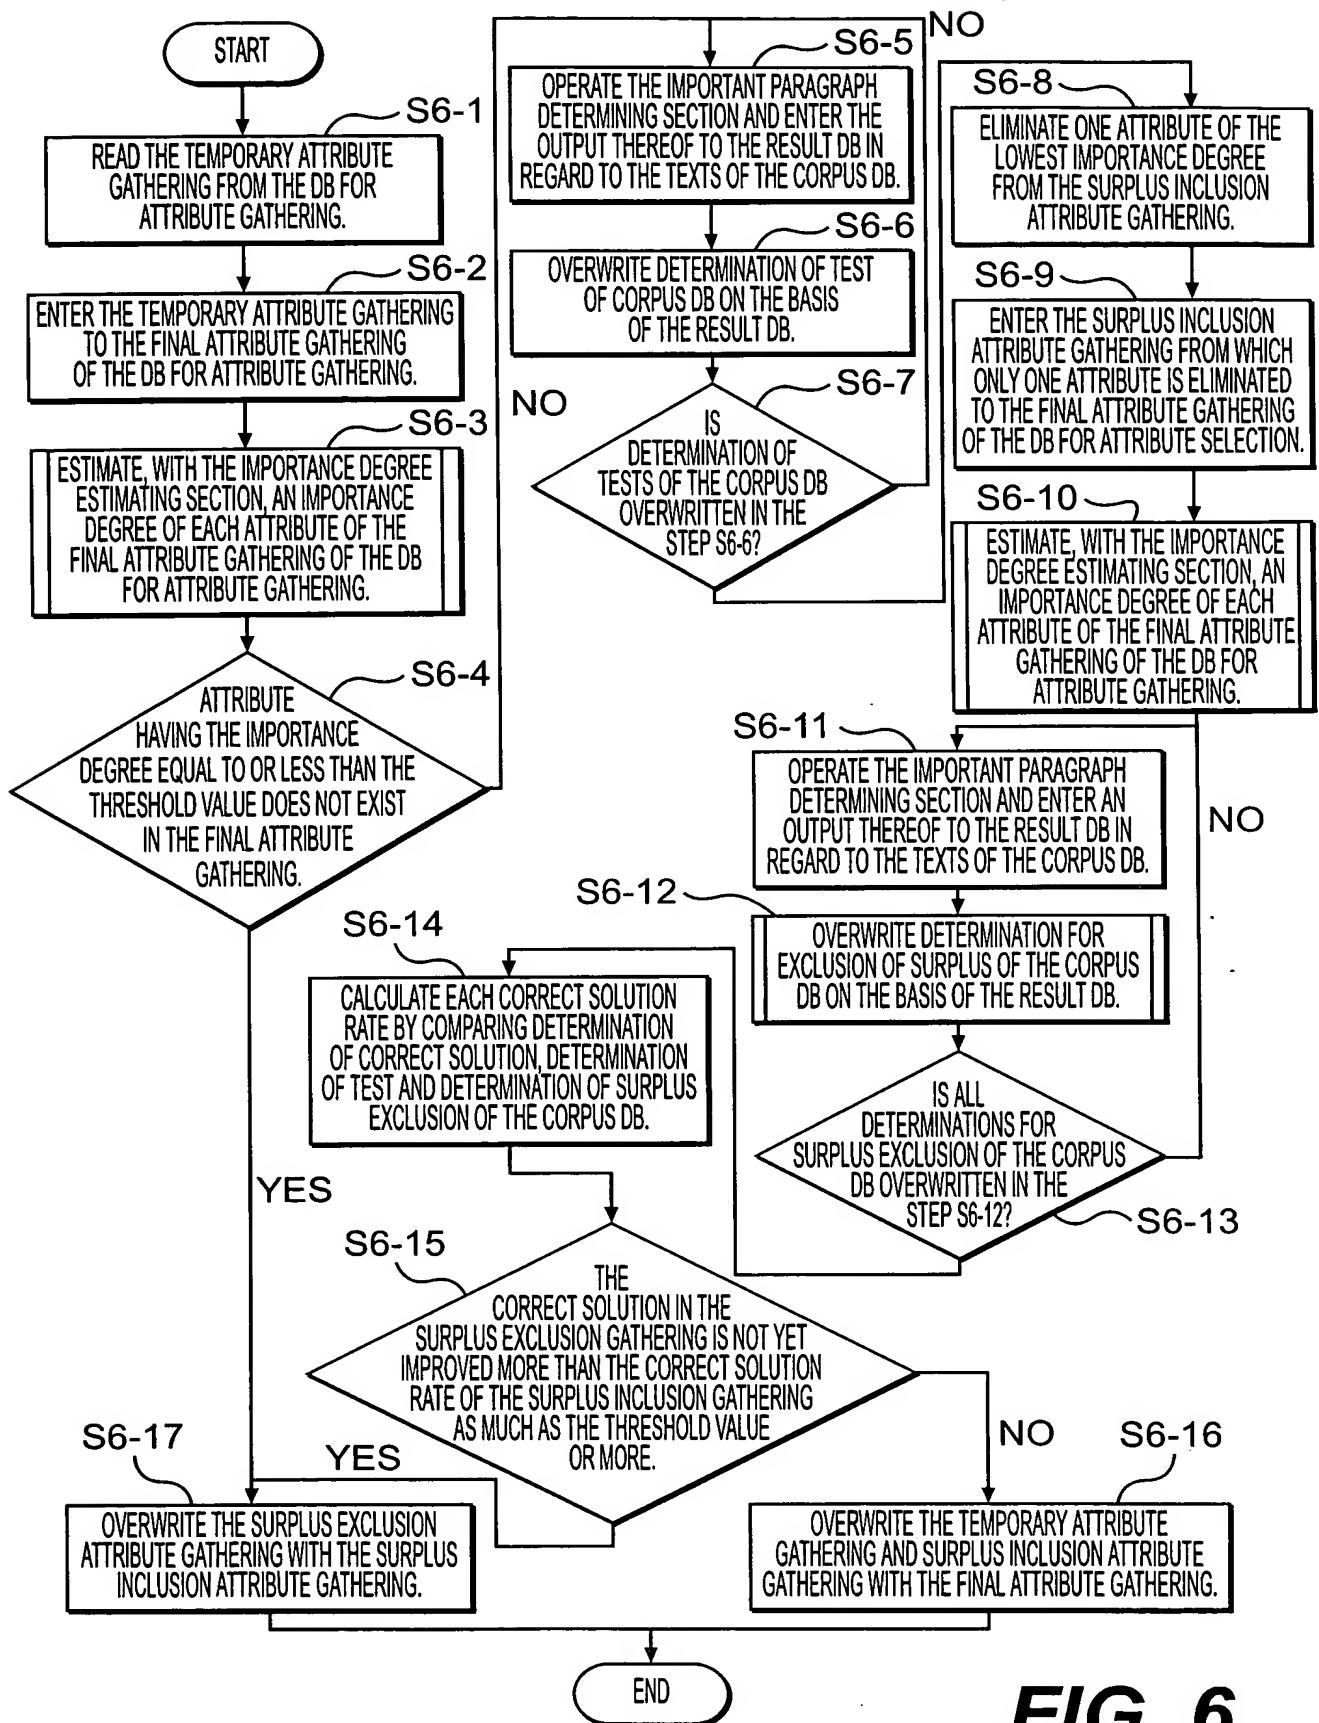 START
S6-1
READ THE TEMPORARY ATTRIBUTE
GATHERING FROM THE DB FOR
ATTRIBUTE GATHERING.
S6-2
ENTER THE TEMPORARY ATTRIBUTE GATHERING
TO THE FINAL ATTRIBUTE GATHERING
OF THE DB FOR ATTRIBUTE GATHERING.
S6-3
ESTIMATE, WITH THE IMPORTANCE DEGREE
ESTIMATING SECTION, AN IMPORTANCE
DEGREE OF EACH ATTRIBUTE OF THE
FINAL ATTRIBUTE GATHERING OF THE DB
FOR ATTRIBUTE GATHERING.
S6-4
ATTRIBUTE
HAVING THE IMPORTANCE
DEGREE EQUAL TO OR LESS THAN THE
THRESHOLD VALUE DOES NOT EXIST
IN THE FINAL ATTRIBUTE
GATHERING.
NO
YES
NO
S6-5
OPERATE THE IMPORTANT PARAGRAPH
DETERMINING SECTION AND ENTER THE
OUTPUT THEREOF TO THE RESULT DB IN
REGARD TO THE TEXTS OF THE CORPUS DB.
S6-6
OVERWRITE DETERMINATION OF TEST
OF CORPUS DB ON THE BASIS
OF THE RESULT DB.
S6-7
IS
DETERMINATION OF
TESTS OF THE CORPUS DB
OVERWRITTEN IN THE
STEP S6-6?
S6-8
ELIMINATE ONE ATTRIBUTE OF THE
LOWEST IMPORTANCE DEGREE
FROM THE SURPLUS INCLUSION
ATTRIBUTE GATHERING.
S6-9
ENTER THE SURPLUS INCLUSION
ATTRIBUTE GATHERING FROM WHICH
ONLY ONE ATTRIBUTE IS ELIMINATED
TO THE FINAL ATTRIBUTE GATHERING
OF THE DB FOR ATTRIBUTE SELECTION.
S6-10
ESTIMATE, WITH THE IMPORTANCE
DEGREE ESTIMATING SECTION, AN
IMPORTANCE DEGREE OF EACH
ATTRIBUTE OF THE FINAL ATTRIBUTE
GATHERING OF THE DB FOR
ATTRIBUTE GATHERING.
S6-11
OPERATE THE IMPORTANT PARAGRAPH
DETERMINING SECTION AND ENTER AN
OUTPUT THEREOF TO THE RESULT DB IN
REGARD TO THE TEXTS OF THE CORPUS DB.
NO
S6-12
OVERWRITE DETERMINATION FOR
EXCLUSION OF SURPLUS OF THE CORPUS
DB ON THE BASIS OF THE RESULT DB.
IS ALL
DETERMINATIONS FOR
SURPLUS EXCLUSION OF THE CORPUS
DB OVERWRITTEN IN THE
STEP S6-12?
S6-13
S6-14
CALCULATE EACH CORRECT SOLUTION
RATE BY COMPARING DETERMINATION
OF CORRECT SOLUTION, DETERMINATION
OF TEST AND DETERMINATION OF SURPLUS
EXCLUSION OF THE CORPUS DB.
S6-15
THE
CORRECT SOLUTION IN THE
SURPLUS EXCLUSION GATHERING IS NOT YET
IMPROVED MORE THAN THE CORRECT SOLUTION
RATE OF THE SURPLUS INCLUSION GATHERING
AS MUCH AS THE THRESHOLD VALUE
OR MORE.
YES
NO
S6-16
OVERWRITE THE TEMPORARY ATTRIBUTE
GATHERING AND SURPLUS INCLUSION ATTRIBUTE
GATHERING WITH THE FINAL ATTRIBUTE GATHERING.
S6-17
OVERWRITE THE SURPLUS EXCLUSION
ATTRIBUTE GATHERING WITH THE SURPLUS
INCLUSION ATTRIBUTE GATHERING.
END
FIG. 6